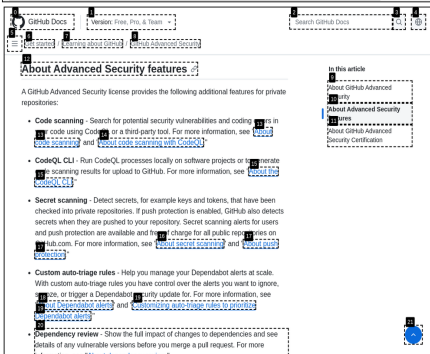 GitHub Docs
Version: Free, Pro, & Team
Search GitHub Docs
Get started / Learning about GitHub / GitHub Advanced Security
About Advanced Security features
A GitHub Advanced Security license provides the following additional features for private
repositories:
• Code scanning - Search for potential security vulnerabilities and coding errors in
your code using CodeQL or a third-party tool. For more information, see "About
code scanning" and "About code scanning with CodeQL."
• CodeQL CLI - Run CodeQL processes locally on software projects or to generate
code scanning results for upload to GitHub. For more information, see "About the
CodeQL CLI."
• Secret scanning - Detect secrets, for example keys and tokens, that have been
checked into private repositories. If push protection is enabled, GitHub also detects
secrets when they are pushed to your repository. Secret scanning alerts for users
and push protection are available and free of charge for all public repositories on
GitHub.com. For more information, see "About secret scanning" and "About push
protection."
• Custom auto-triage rules - Help you manage your Dependabot alerts at scale.
With custom auto-triage rules you have control over the alerts you want to ignore,
snooze, or trigger a Dependabot security update for. For more information, see
"About Dependabot alerts" and "Customizing auto-triage rules to prioritize
Dependabot alerts."
• Dependency review - Show the full impact of changes to dependencies and see
details of any vulnerable versions before you merge a pull request. For more
In this article
About GitHub Advanced
Security
About Advanced Security
features
About GitHub Advanced
Security Certification